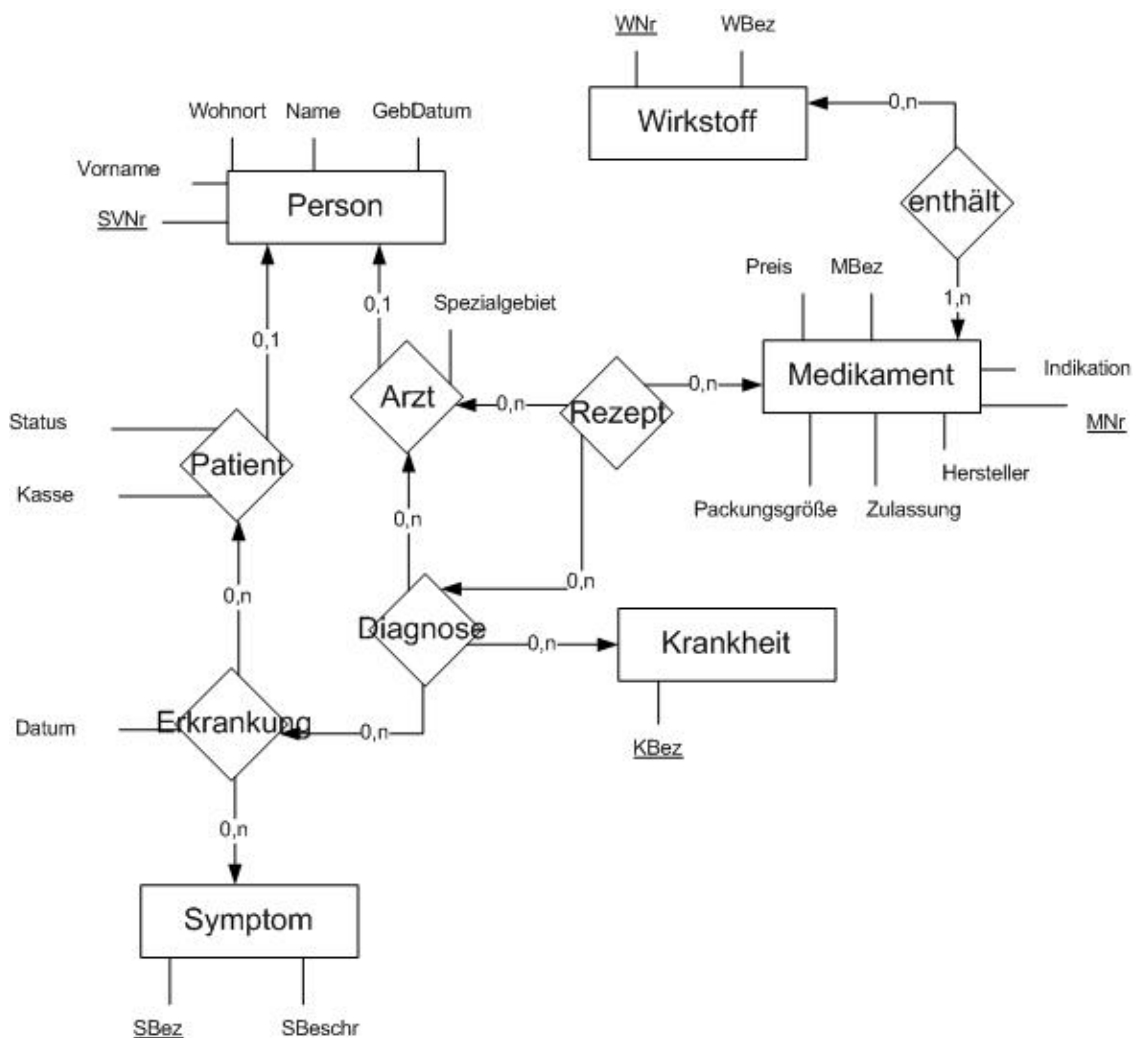 WNr WBez
Wirkstoff
0,n
enthält
1,n
Wohnort Name GebDatum
Vorname
SVNr
Person
0,1
0,1
Spezialgebiet
Arzt
0,n
Rezept
0,n
Preis MBez
Medikament
Indikation
MNr
Hersteller
Packungsgröße Zulassung
Status
Kasse
Patient
0,n
0,n
0,n
Diagnose
0,n
Krankheit
KBez
Datum
Erkrankung
0,n
0,n
Symptom
SBez SBeschr